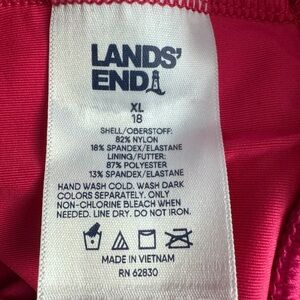 LANDS'
END
XL
18
SHELL/OBERSTOFF:
82% NYLON
18% SPANDEX/ELASTANE
LINING/FUTTER:
87% POLYESTER
13% SPANDEX/ELASTANE
HAND WASH COLD. WASH DARK
COLORS SEPARATELY. ONLY
NON-CHLORINE BLEACH WHEN
NEEDED. LINE DRY. DO NOT IRON.
MADE IN VIETNAM
RN 62830